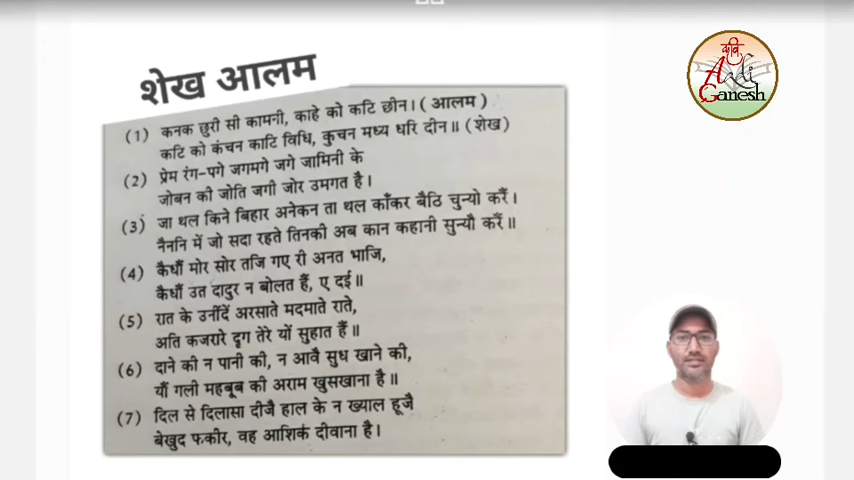 शेख आलम
कवि
Aadi
Ganesh
(1) कनक छुरी सी कामनी, काहे को कटि छीन। (आलम)
कटि को कंचन काटि विधि, कुचन मध्य धरि दीन॥ (शेख)
(2) प्रेम रंग-पगे जगमगे जगे जामिनी के
जोबन की जोति जगी जोर उमगत है।
(3) जा थल किने बिहार अनेकन ता थल काँकर बैठि चुन्यो करैं।
नैननि में जो सदा रहते तिनकी अब कान कहानी सुन्यौ करैं॥
(4) कैधौं मोर सोर तजि गए री अनत भाजि,
कैधौं उत दादुर न बोलत हैं, ए दई॥
(5) रात के उनींदें अरसाते मदमाते राते,
अति कजरारे दृग तेरे यों सुहात हैं॥
(6) दाने की न पानी की, न आवै सुध खाने की,
याँ गली महबूब की अराम खुसखाना है॥
(7) दिल से दिलासा दीजै हाल के न ख्याल हूजै
बेखुद फकीर, वह आशिक दीवाना है।